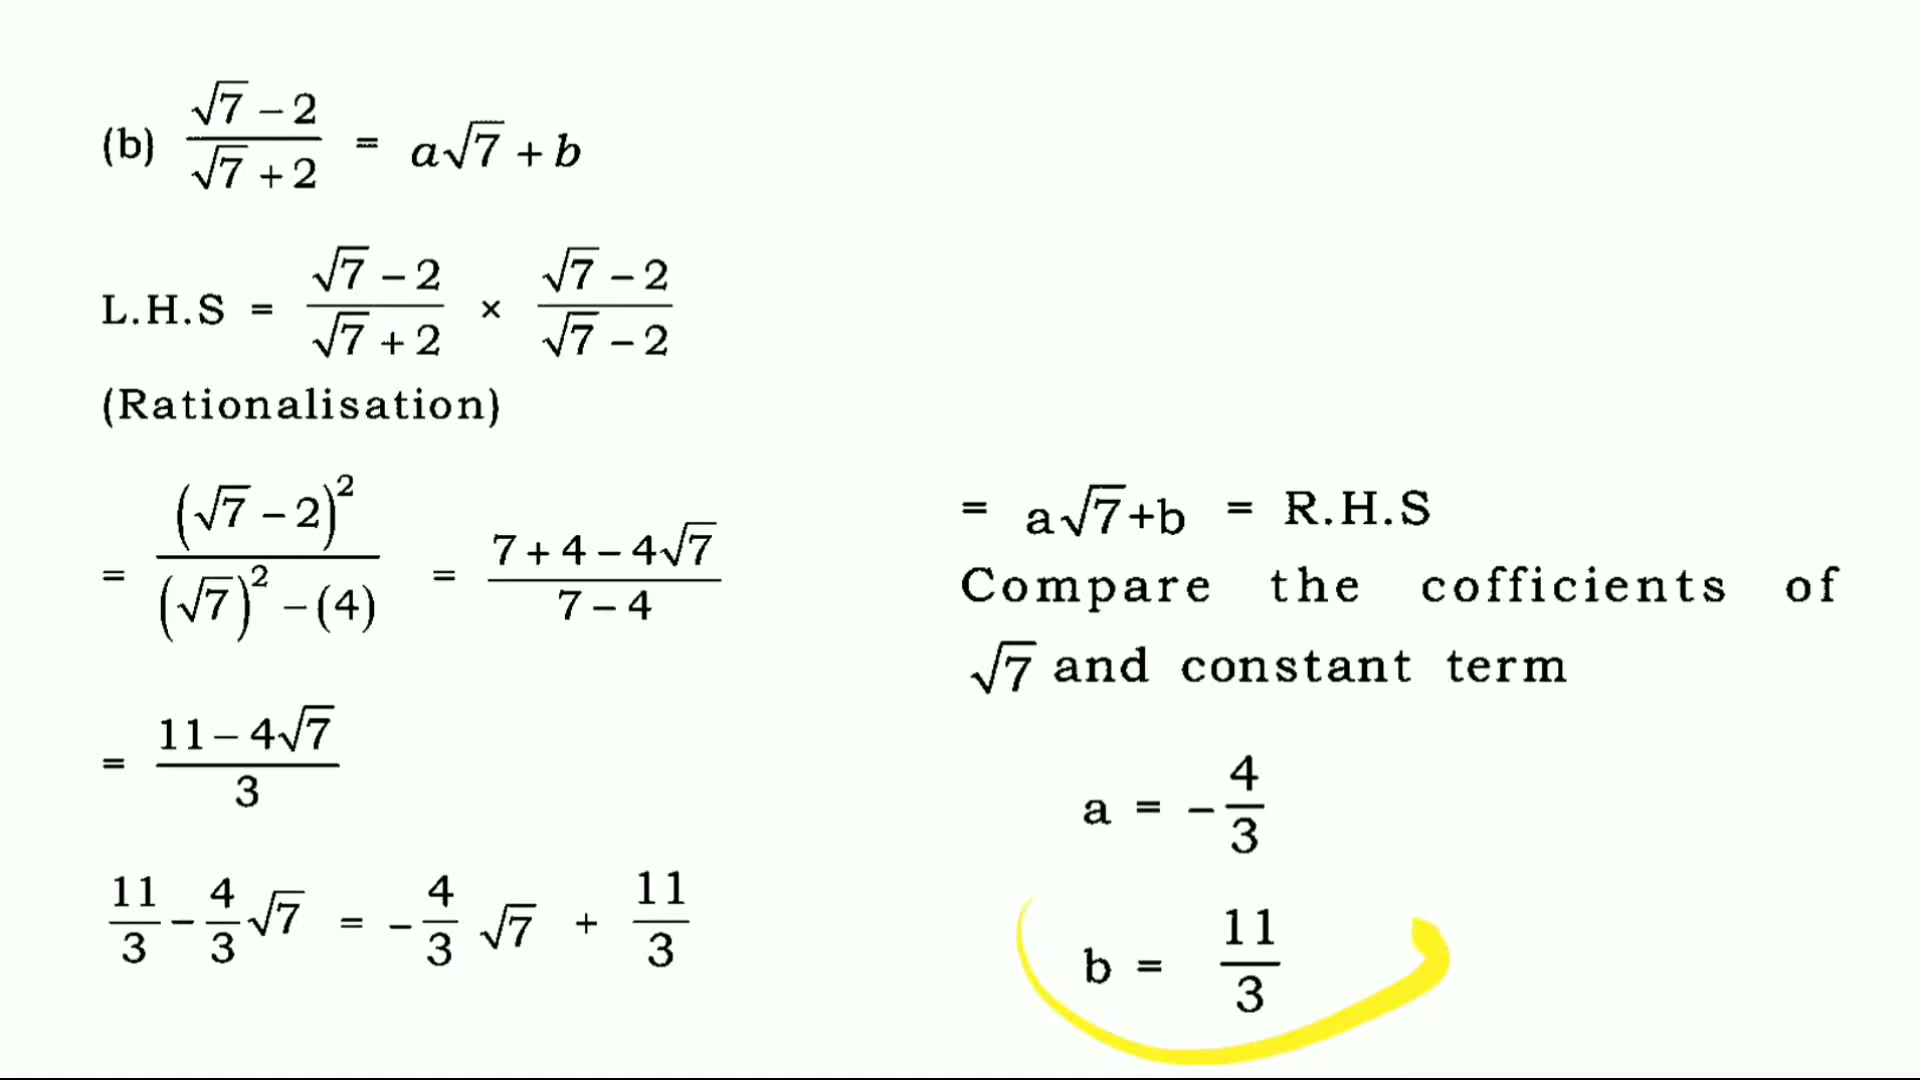 (b) (√7 − 2)/(√7 + 2) = a√7 + b
L.H.S = (√7 − 2)/(√7 + 2) × (√7 − 2)/(√7 − 2)
(Rationalisation)
= (√7 − 2)²/((√7)² − (4)) = (7 + 4 − 4√7)/(7 − 4)
= (11 − 4√7)/3
11/3 − 4/3 √7 = − 4/3 √7 + 11/3
= a√7+b = R.H.S
Compare the cofficients of
√7 and constant term
a = − 4/3
b = 11/3